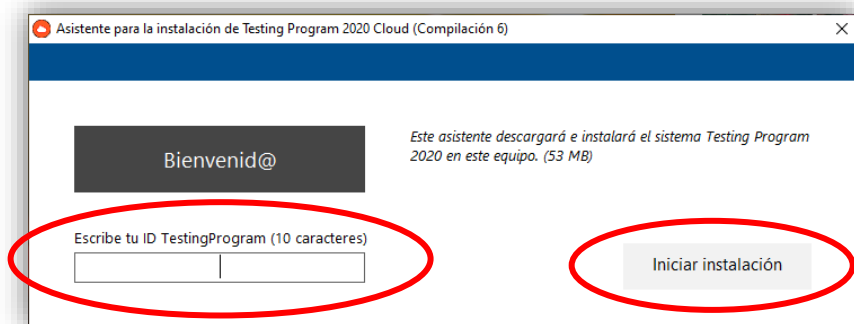 Asistente para la instalación de Testing Program 2020 Cloud (Compilación 6)
Bienvenid@
Este asistente descargará e instalará el sistema Testing Program
2020 en este equipo. (53 MB)
Escribe tu ID TestingProgram (10 caracteres)
Iniciar instalación